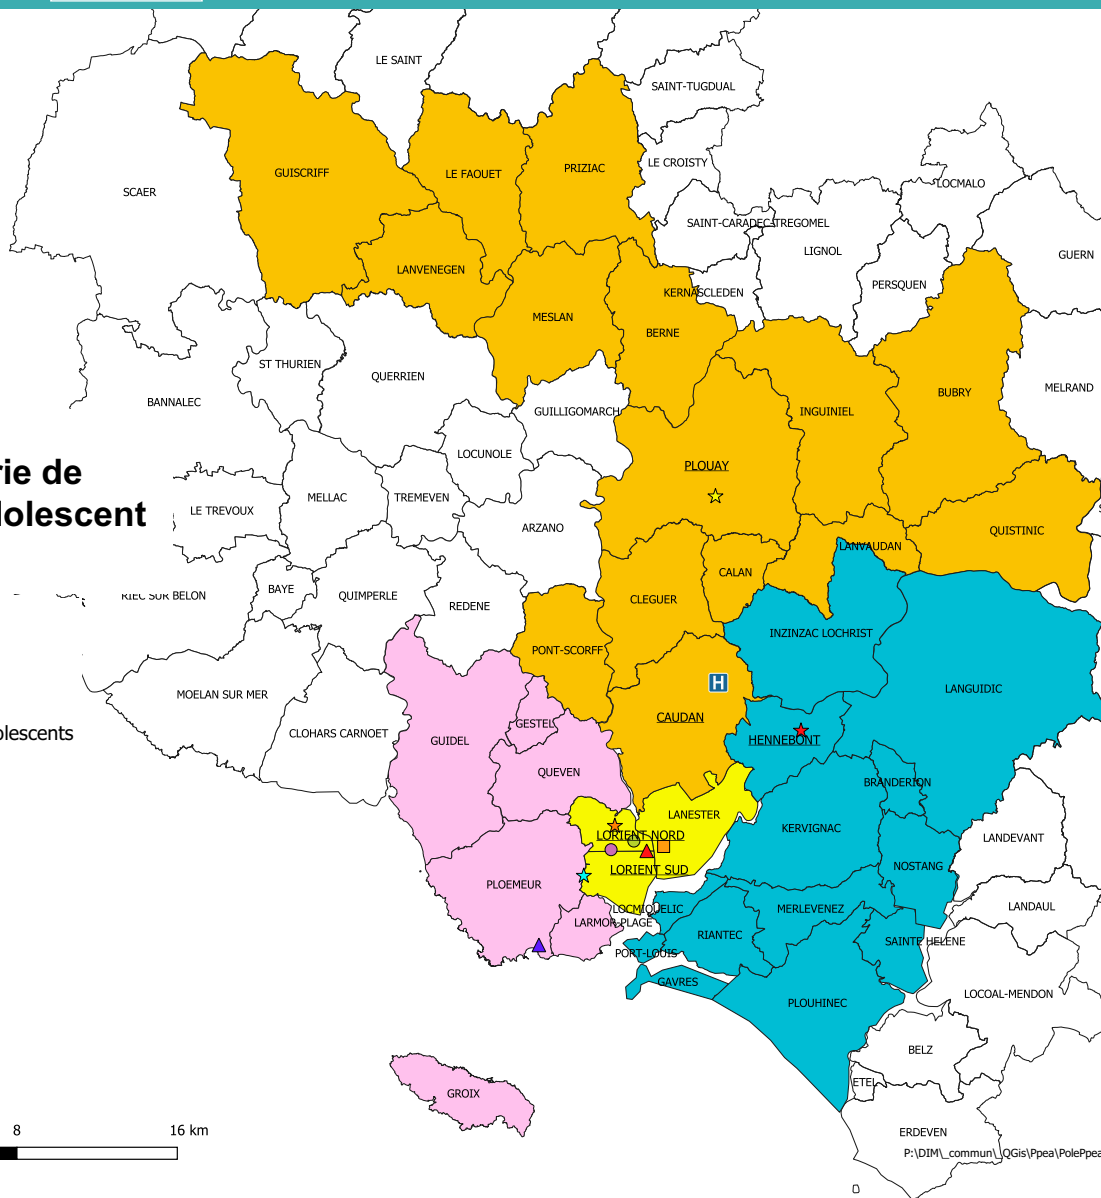 LE SAINT
SAINT-TUGDUAL
LE CROISTY
GUISCRIFF
LE FAOUET
PRIZIAC
SCAER
LOCMALO
SAINT-CARADEC-TREGOMEL
LIGNOL
GUERN
LANVENEGEN
PERSQUEN
KERNASCLEDEN
MESLAN
BERNE
ST THURIEN
QUERRIEN
BANNALEC
GUILLIGOMARCH
INGUINIEL
BUBRY
MELRAND
LOCUNOLE
PLOUAY
rie de
dolescent
MELLAC
TREMEVEN
LE TREVOUX
ARZANO
QUISTINIC
LANVAUDAN
CALAN
BAYE
RIEC SUR BELON
QUIMPERLE
REDENE
CLEGUER
INZINZAC LOCHRIST
PONT-SCORFF
H
MOELAN SUR MER
LANGUIDIC
CAUDAN
GESTEL
olescents
CLOHARS CARNOET
GUIDEL
HENNEBONT
QUEVEN
BRANDERION
LANESTER
KERVIGNAC
LORIENT NORD
LANDEVANT
NOSTANG
LORIENT SUD
PLOEMEUR
LOCMIQUELIC
MERLEVENEZ
LANDAUL
LARMOR-PLAGE
RIANTEC
SAINTE HELENE
PORT-LOUIS
GAVRES
PLOUHINEC
LOCOAL-MENDON
BELZ
ETEL
GROIX
8 16 km
ERDEVEN
P:\DIM\_commun\_QGis\Ppea\PolePpea